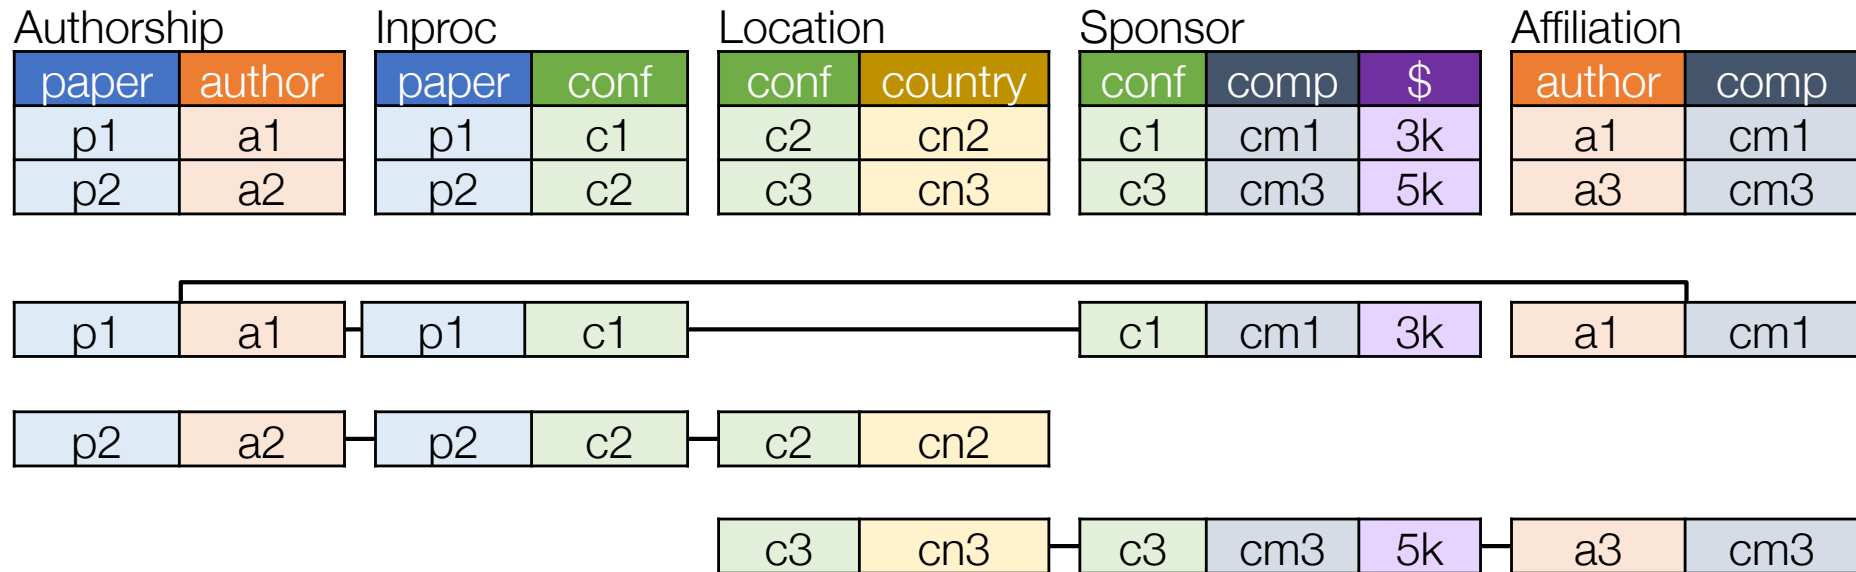 Authorship Inproc Location Sponsor Affiliation
paper author paper conf conf country conf comp $ author comp
p1 a1 p1 c1 c2 cn2 c1 cm1 3k a1 cm1
p2 a2 p2 c2 c3 cn3 c3 cm3 5k a3 cm3
p1 a1 p1 c1 c1 cm1 3k a1 cm1
p2 a2 p2 c2 c2 cn2
c3 cn3 c3 cm3 5k a3 cm3